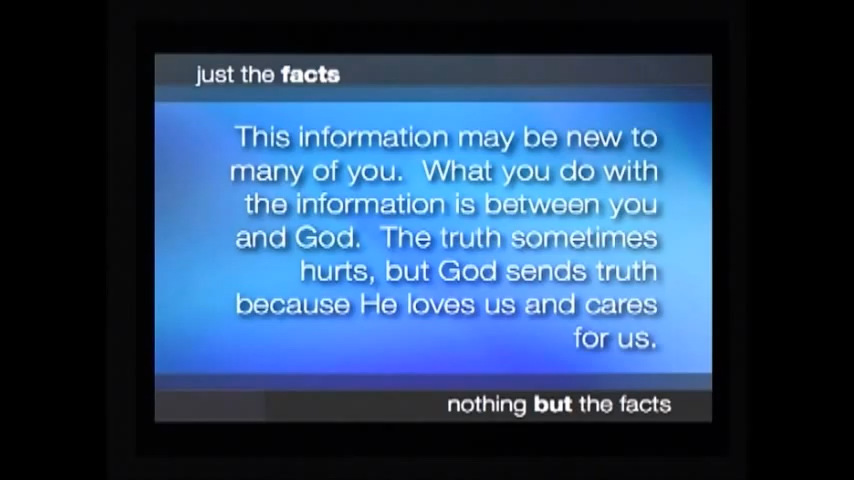 just the facts
This information may be new to
many of you.  What you do with
the information is between you
and God.  The truth sometimes
hurts, but God sends truth
because He loves us and cares
for us.
nothing but the facts